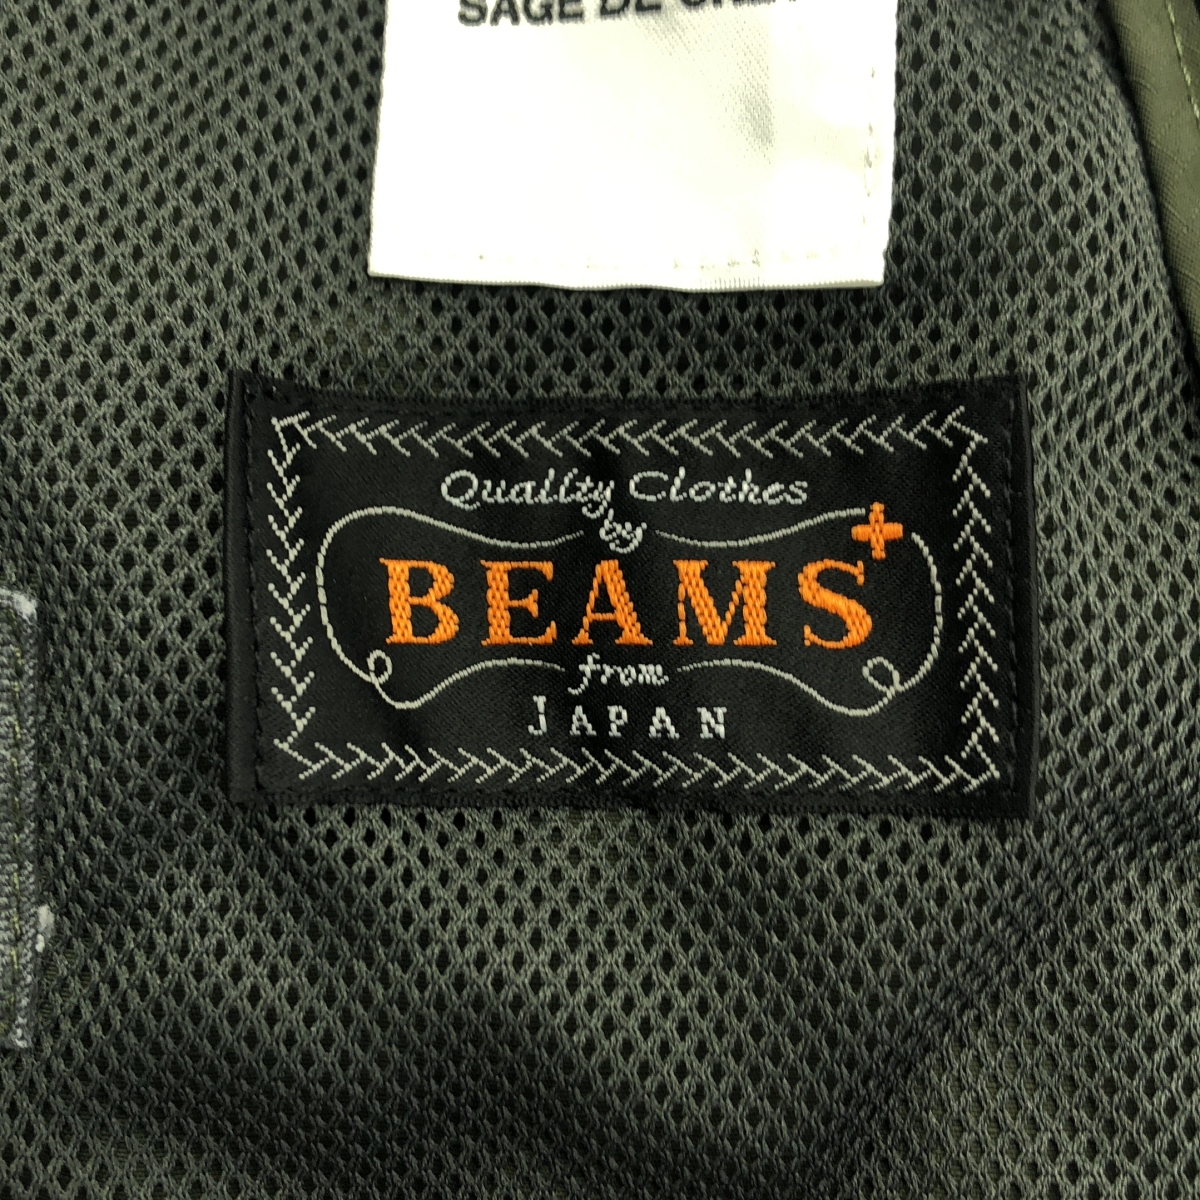 SAGE DE
Quality Clothes
by
BEAMS+
from
JAPAN